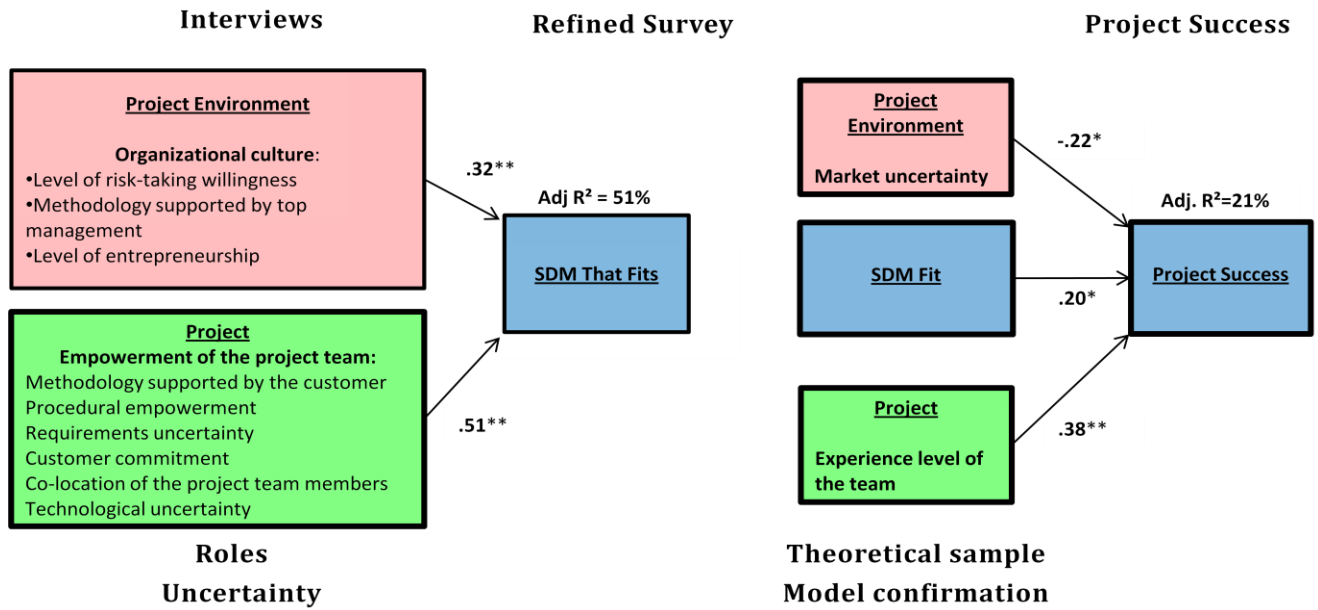 Interviews
Refined Survey
Project Success
Project Environment
Organizational culture:
•Level of risk-taking willingness
•Methodology supported by top
management
•Level of entrepreneurship
.32**
Adj R² = 51%
SDM That Fits
Project
Empowerment of the project team:
Methodology supported by the customer
Procedural empowerment
Requirements uncertainty
Customer commitment
Co-location of the project team members
Technological uncertainty
.51**
Project
Environment
Market uncertainty
-.22*
Adj. R²=21%
SDM Fit
.20*
Project Success
Project
Experience level of
the team
.38**
Roles
Uncertainty
Theoretical sample
Model confirmation